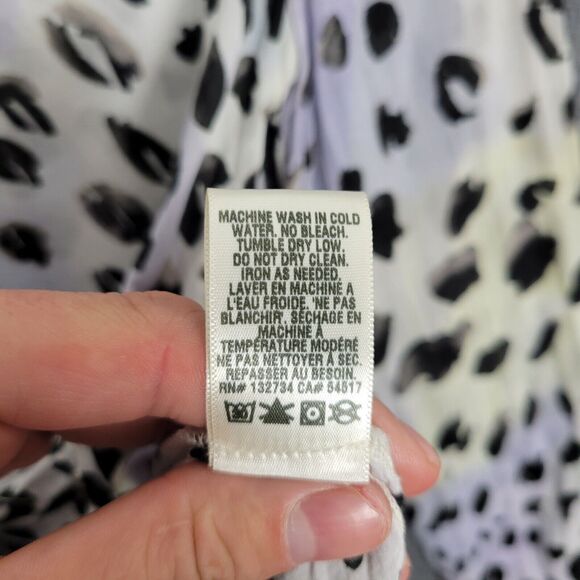 MACHINE WASH IN COLD
WATER. NO BLEACH.
TUMBLE DRY LOW.
DO NOT DRY CLEAN.
IRON AS NEEDED.
LAVER EN MACHINE A
L'EAU FROIDE. 'NE PAS
BLANCHIR'. SÉCHAGE EN
MACHINE À
TEMPÉRATURE MODÉRÉ
NE PAS NETTOYER À SEC.
REPASSER AU BESOIN.
RN# 132734 CA# 54517